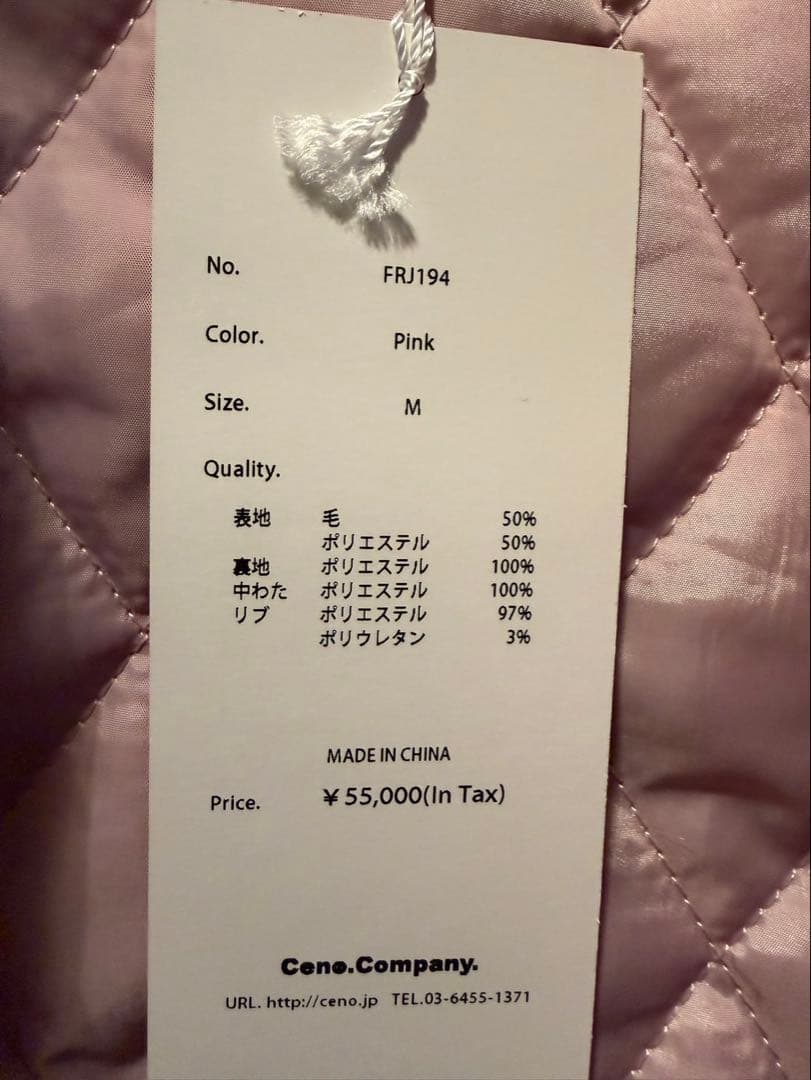 No. FRJ194
Color. Pink
Size. M
Quality.
表地 毛 50%
ポリエステル 50%
裏地 ポリエステル 100%
中わた ポリエステル 100%
リブ ポリエステル 97%
ポリウレタン 3%
MADE IN CHINA
Price. ¥55,000(In Tax)
Ceno.Company.
URL. http://ceno.jp TEL.03-6455-1371